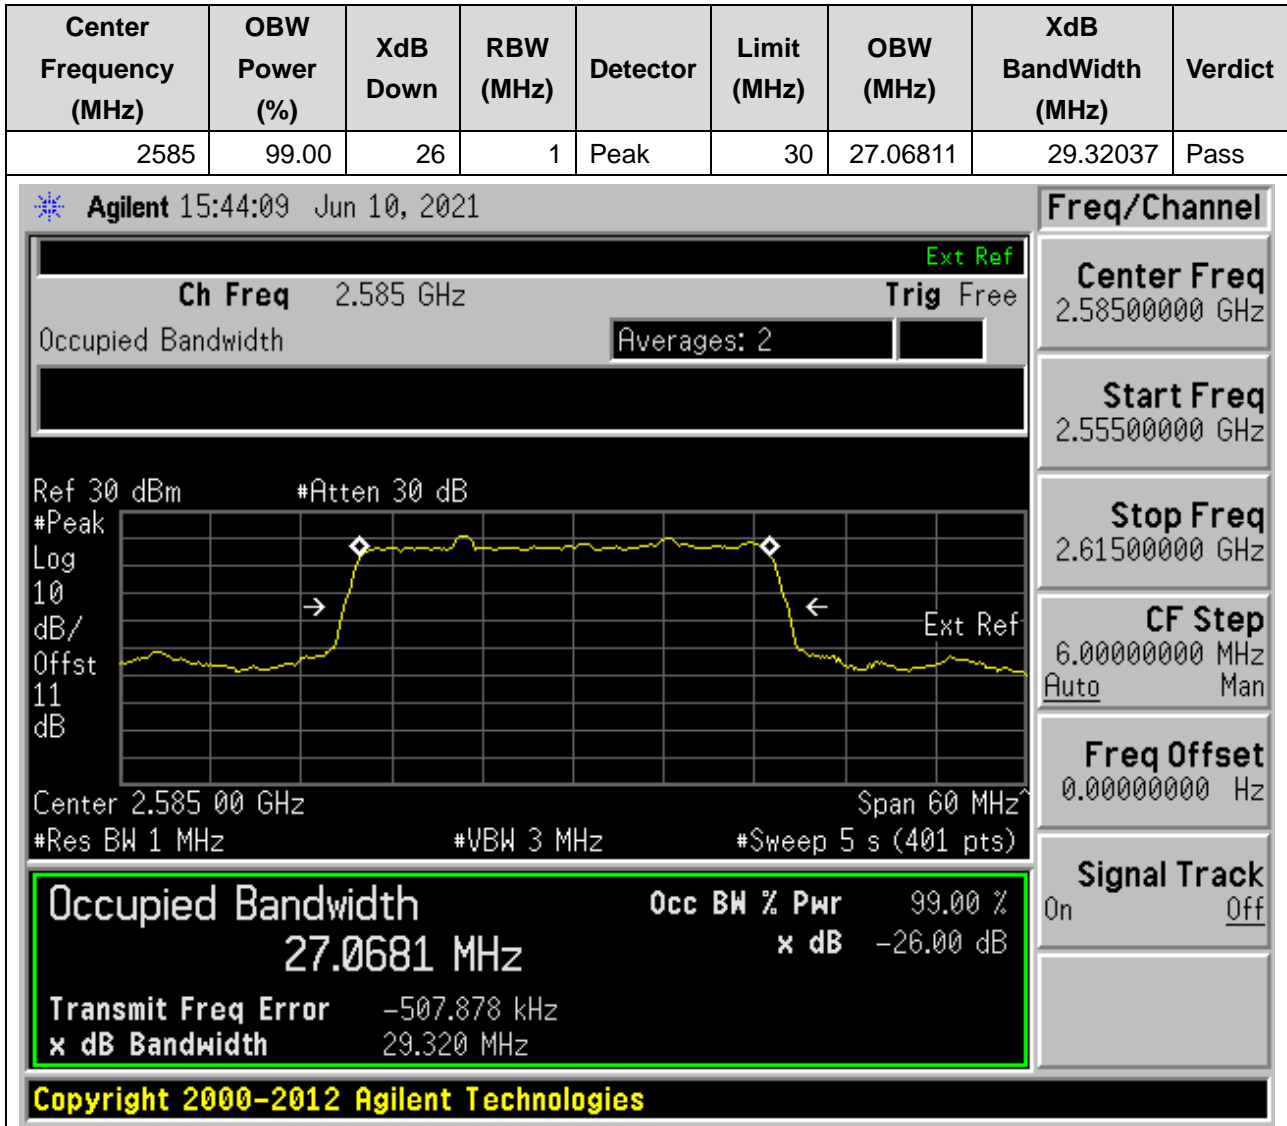 Center Frequency (MHz) OBW Power (%) XdB Down RBW (MHz) Detector Limit (MHz) OBW (MHz) XdB BandWidth (MHz) Verdict
2585 99.00 26 1 Peak 30 27.06811 29.32037 Pass
Agilent 15:44:09 Jun 10, 2021
Ext Ref
Ch Freq 2.585 GHz Trig Free
Occupied Bandwidth Averages: 2
Ref 30 dBm #Atten 30 dB
#Peak
Log
10
dB/
Offst
11
dB
Ext Ref
Center 2.585 00 GHz Span 60 MHz^
#Res BW 1 MHz #VBW 3 MHz #Sweep 5 s (401 pts)
Occupied Bandwidth Occ BW % Pwr 99.00 %
27.0681 MHz x dB -26.00 dB
Transmit Freq Error -507.878 kHz
x dB Bandwidth 29.320 MHz
Copyright 2000-2012 Agilent Technologies
Freq/Channel
Center Freq
2.58500000 GHz
Start Freq
2.55500000 GHz
Stop Freq
2.61500000 GHz
CF Step
6.00000000 MHz
Auto Man
Freq Offset
0.00000000 Hz
Signal Track
On Off